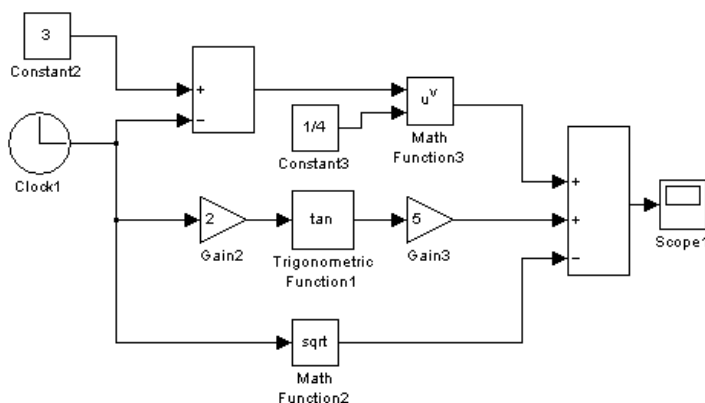 3
Constant2
+
−
Clock1
1/4
Constant3
uv
Math
Function3
2
Gain2
tan
Trigonometric
Function1
5
Gain3
+
+
−
Scope1
sqrt
Math
Function2